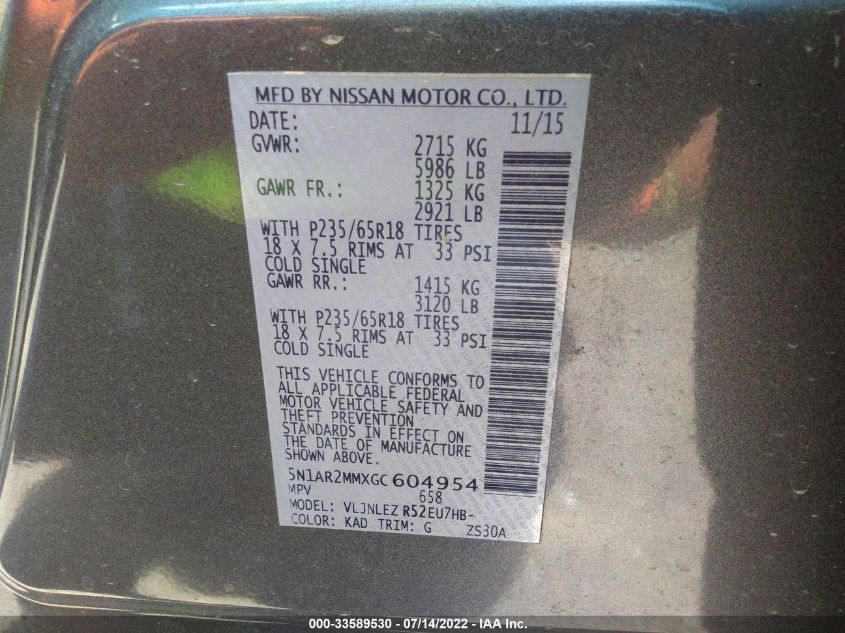 MFD BY NISSAN MOTOR CO., LTD.
DATE: 11/15
GVWR: 2715 KG
5986 LB
GAWR FR.: 1325 KG
2921 LB
WITH P235/65R18 TIRES
18 X 7.5 RIMS AT 33 PSI
COLD SINGLE
GAWR RR.: 1415 KG
3120 LB
WITH P235/65R18 TIRES
18 X 7.5 RIMS AT 33 PSI
COLD SINGLE
THIS VEHICLE CONFORMS TO
ALL APPLICABLE FEDERAL
MOTOR VEHICLE SAFETY AND
THEFT PREVENTION
STANDARDS IN EFFECT ON
THE DATE OF MANUFACTURE
SHOWN ABOVE.
5N1AR2MMXGC 604954
MPV 658
MODEL: VLJNLEZ R52EU7HB-
COLOR: KAD TRIM: G ZS30A
000-33589530 - 07/14/2022 - IAA Inc.